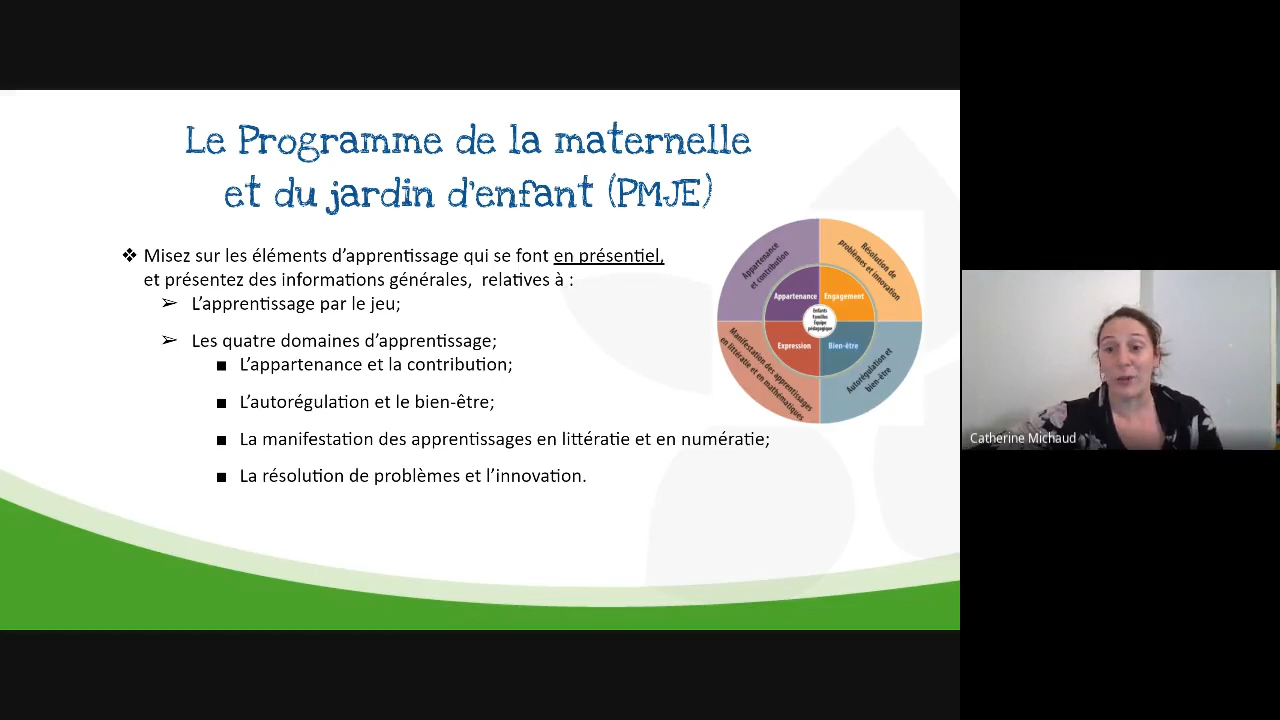 Le Programme de la maternelle
et du jardin d'enfant (PMJE)
❖ Misez sur les éléments d'apprentissage qui se font en présentiel,
et présentez des informations générales, relatives à :
➢ L'apprentissage par le jeu;
➢ Les quatre domaines d'apprentissage;
■ L'appartenance et la contribution;
■ L'autorégulation et le bien-être;
■ La manifestation des apprentissages en littératie et en numératie;
■ La résolution de problèmes et l'innovation.
Appartenance
et contribution
Résolution de
problèmes et innovation
Appartenance
Engagement
Enfants
Familles
Équipe
pédagogique
Expression
Bien-être
Manifestation des apprentissages
en littératie et en mathématiques
Autorégulation et
bien-être
Catherine Michaud